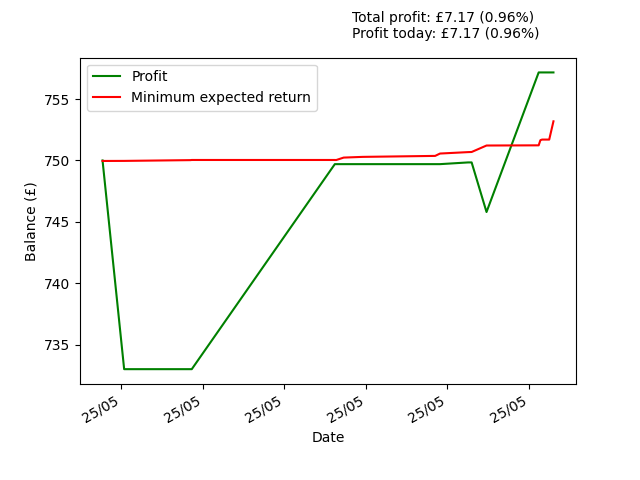 Total profit: £7.17 (0.96%)
Profit today: £7.17 (0.96%)
Profit
Minimum expected return
755
750
745
740
735
Balance (£)
25/05 25/05 25/05 25/05 25/05 25/05
Date